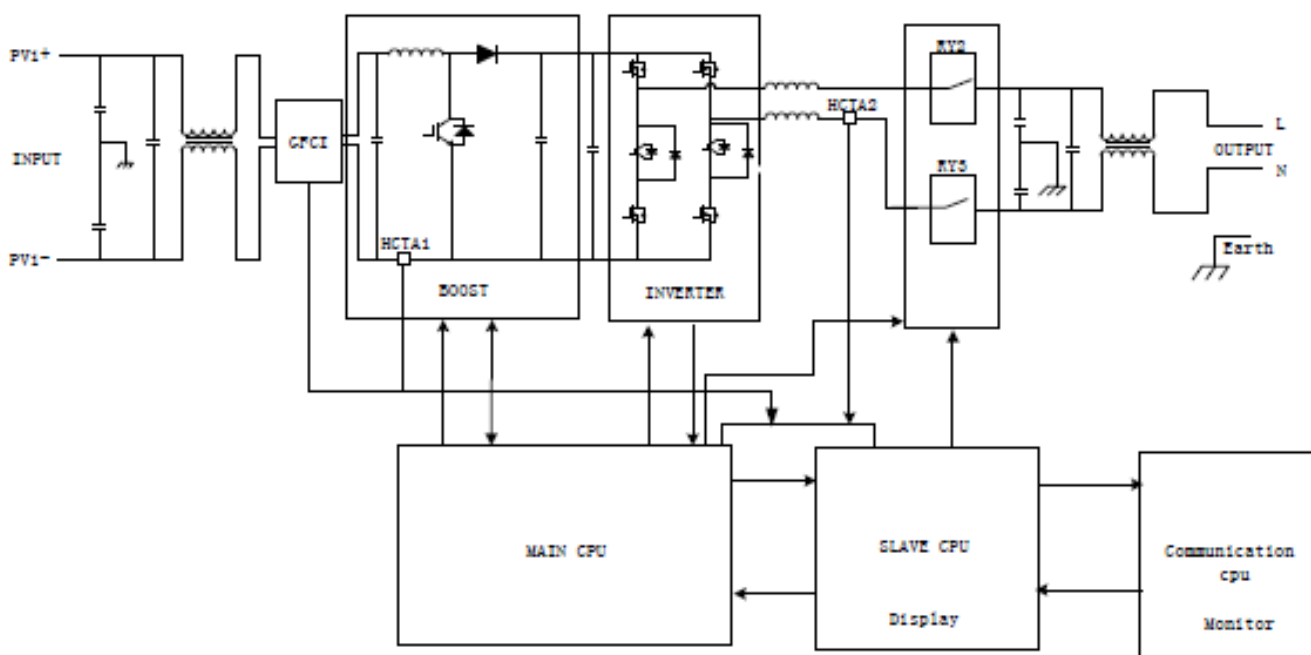 PV1+
INPUT
PV1-
GFCI
HCTA1
BOOST
INVERTER
HCTA2
RY2
RY3
L
OUTPUT
N
Earth
MAIN CPU
SLAVE CPU
Display
Communication
cpu
Monitor